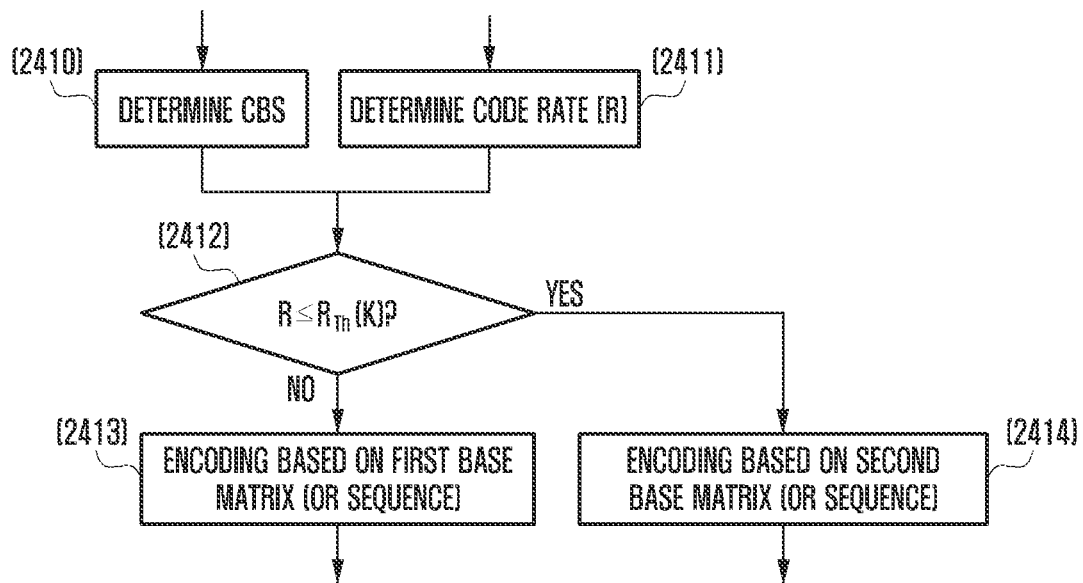 (2410)
DETERMINE CBS
DETERMINE CODE RATE (R)
(2411)
(2412)
R≤R_Th(K)?
YES
NO
(2413)
ENCODING BASED ON FIRST BASE
MATRIX (OR SEQUENCE)
ENCODING BASED ON SECOND
BASE MATRIX (OR SEQUENCE)
(2414)